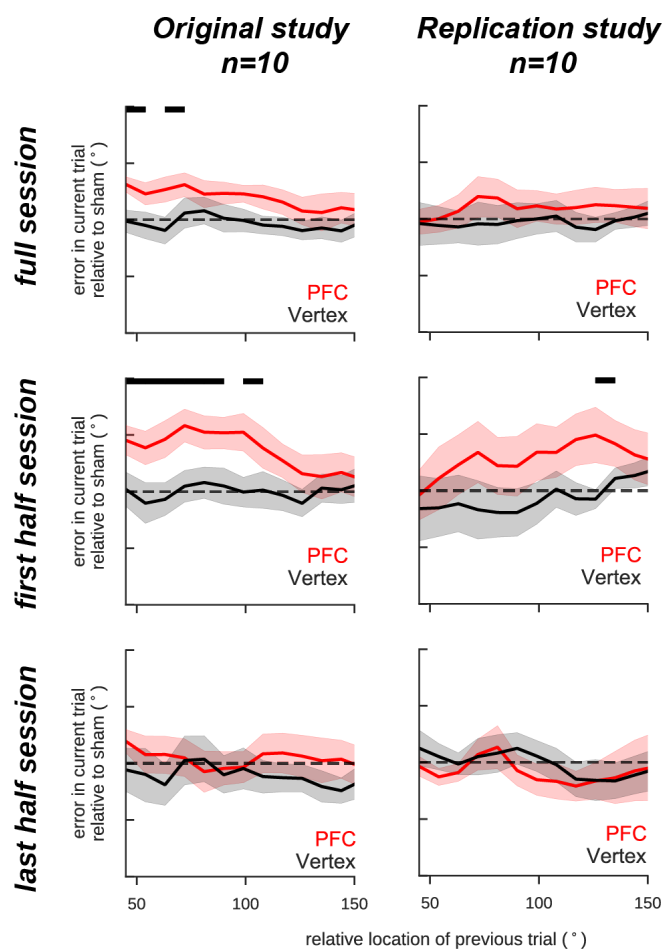 Original study
n=10
Replication study
n=10
full session
error in current trial
relative to sham (°)
PFC
Vertex
PFC
Vertex
first half session
error in current trial
relative to sham (°)
PFC
Vertex
PFC
Vertex
last half session
error in current trial
relative to sham (°)
PFC
Vertex
PFC
Vertex
50
100
150
50
100
150
relative location of previous trial (°)